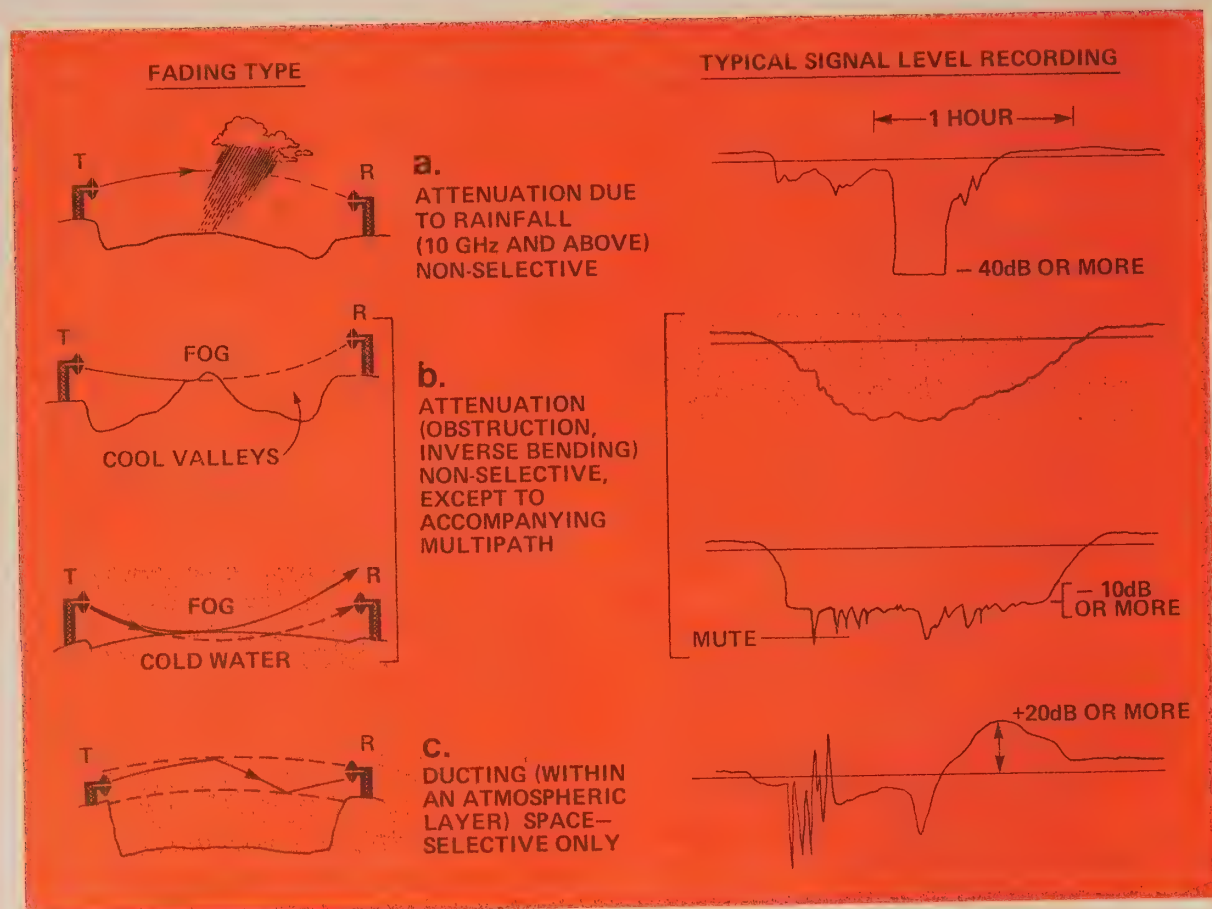 FADING TYPE
TYPICAL SIGNAL LEVEL RECORDING
T
R
a.
ATTENUATION DUE
TO RAINFALL
(10 GHz AND ABOVE)
NON-SELECTIVE
1 HOUR
– 40dB OR MORE
T
R
FOG
COOL VALLEYS
b.
ATTENUATION
(OBSTRUCTION,
INVERSE BENDING)
NON-SELECTIVE,
EXCEPT TO
ACCOMPANYING
MULTIPATH
T
R
FOG
COLD WATER
– 10dB
OR MORE
MUTE
T
R
c.
DUCTING (WITHIN
AN ATMOSPHERIC
LAYER) SPACE–
SELECTIVE ONLY
+20dB OR MORE